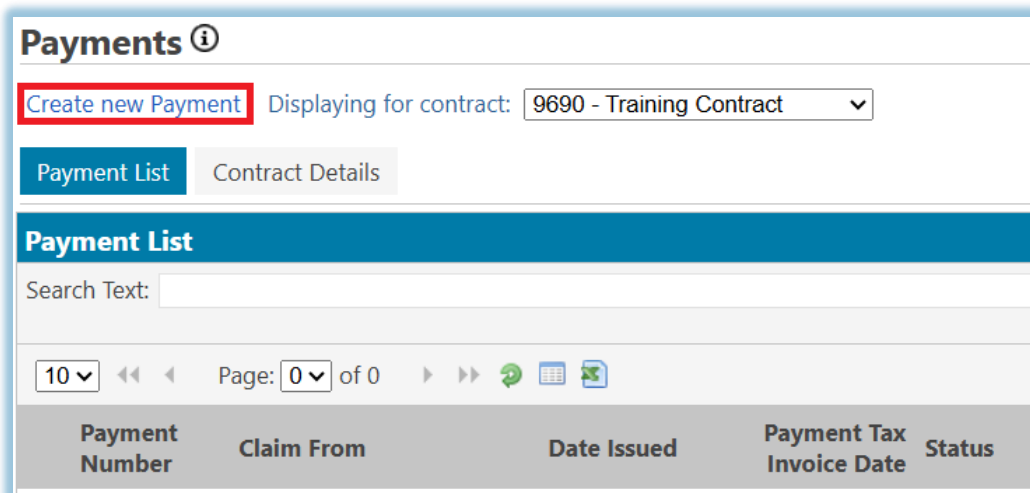 Payments
Create new Payment Displaying for contract: 9690 - Training Contract
Payment List Contract Details
Payment List
Search Text:
10 Page: 0 of 0
Payment Number Claim From Date Issued Payment Tax Invoice Date Status